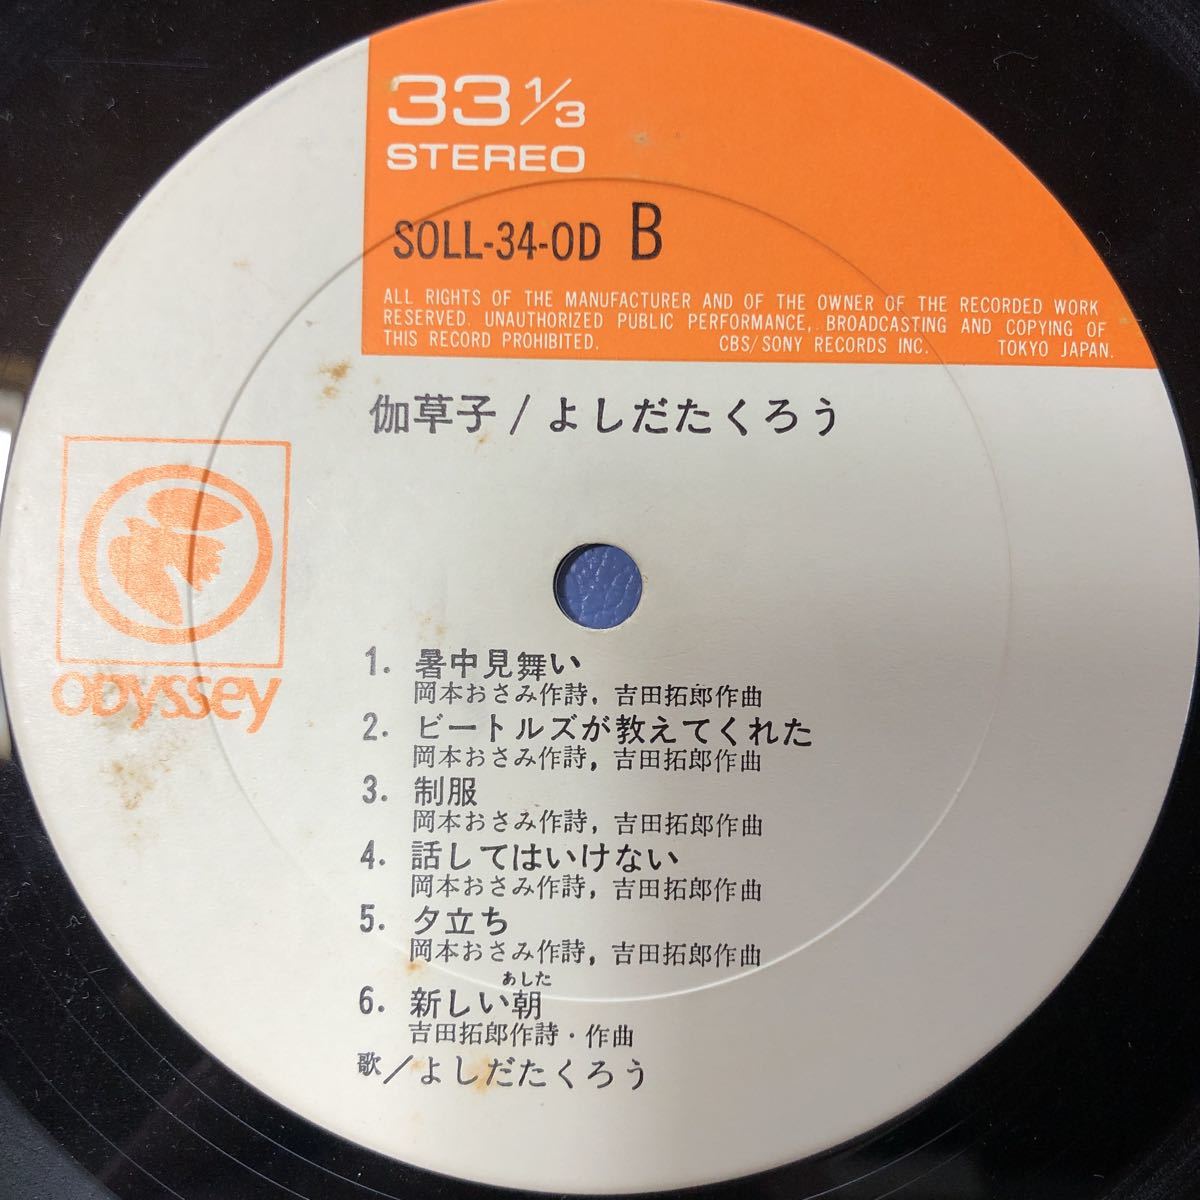 33 1/3
STEREO
SOLL-34-OD B
ALL RIGHTS OF THE MANUFACTURER AND OF THE OWNER OF THE RECORDED WORK
RESERVED. UNAUTHORIZED PUBLIC PERFORMANCE, BROADCASTING AND COPYING OF
THIS RECORD PROHIBITED. CBS/SONY RECORDS INC. TOKYO JAPAN.
伽草子/よしだたくろう
ODyssey
1. 暑中見舞い
岡本おさみ作詩, 吉田拓郎作曲
2. ビートルズが教えてくれた
岡本おさみ作詩, 吉田拓郎作曲
3. 制服
岡本おさみ作詩, 吉田拓郎作曲
4. 話してはいけない
岡本おさみ作詩, 吉田拓郎作曲
5. 夕立ち
岡本おさみ作詩, 吉田拓郎作曲
あした
6. 新しい朝
吉田拓郎作詩・作曲
歌/よしだたくろう